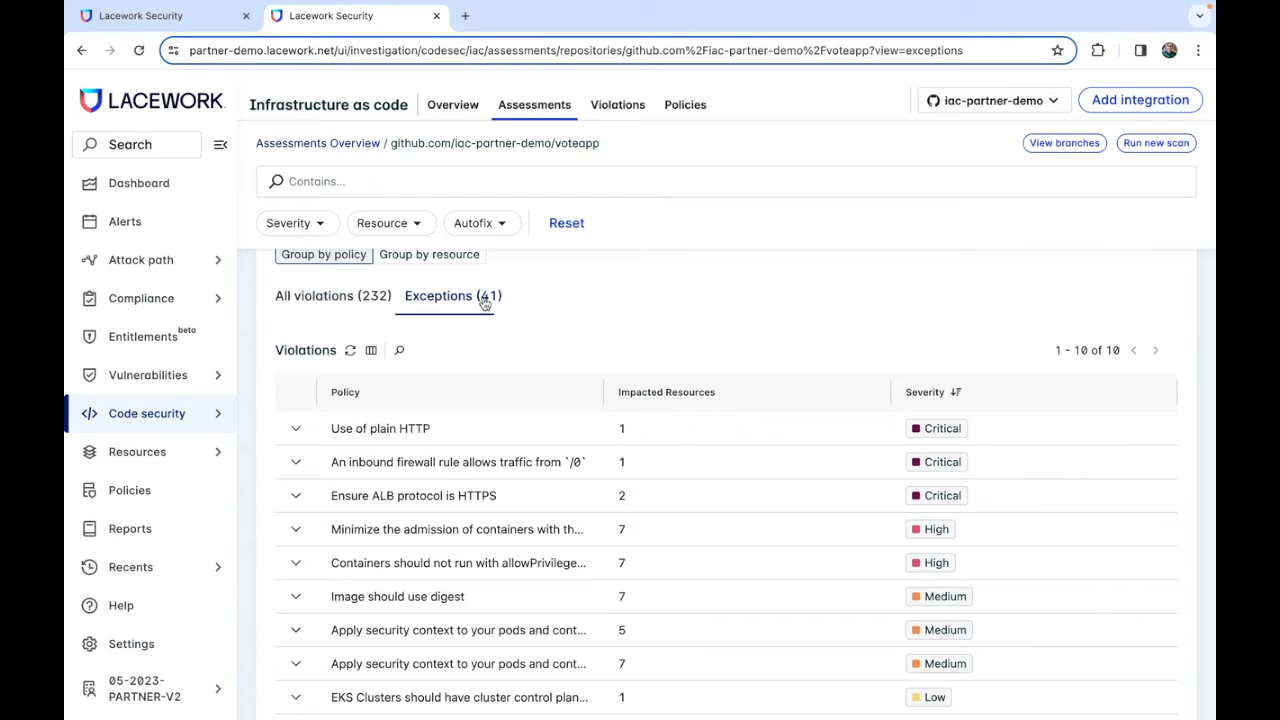 Lacework Security
Lacework Security
partner-demo.lacework.net/ui/investigation/codesec/iac/assessments/repositories/github.com%2Fiac-partner-demo%2Fvoteapp?view=exceptions
LACEWORK
Infrastructure as code
Overview
Assessments
Violations
Policies
iac-partner-demo
Add integration
Search
Assessments Overview / github.com/iac-partner-demo/voteapp
View branches
Run new scan
Contains...
Dashboard
Alerts
Attack path
Compliance
Entitlements beta
Vulnerabilities
Code security
Resources
Policies
Reports
Recents
Help
Settings
05-2023-
PARTNER-V2
Severity
Resource
Autofix
Reset
Group by policy
Group by resource
All violations (232)
Exceptions (41)
Violations
1 - 10 of 10
Policy Impacted Resources Severity
Use of plain HTTP 1 Critical
An inbound firewall rule allows traffic from `/0` 1 Critical
Ensure ALB protocol is HTTPS 2 Critical
Minimize the admission of containers with th... 7 High
Containers should not run with allowPrivilege... 7 High
Image should use digest 7 Medium
Apply security context to your pods and cont... 5 Medium
Apply security context to your pods and cont... 7 Medium
EKS Clusters should have cluster control plan... 1 Low